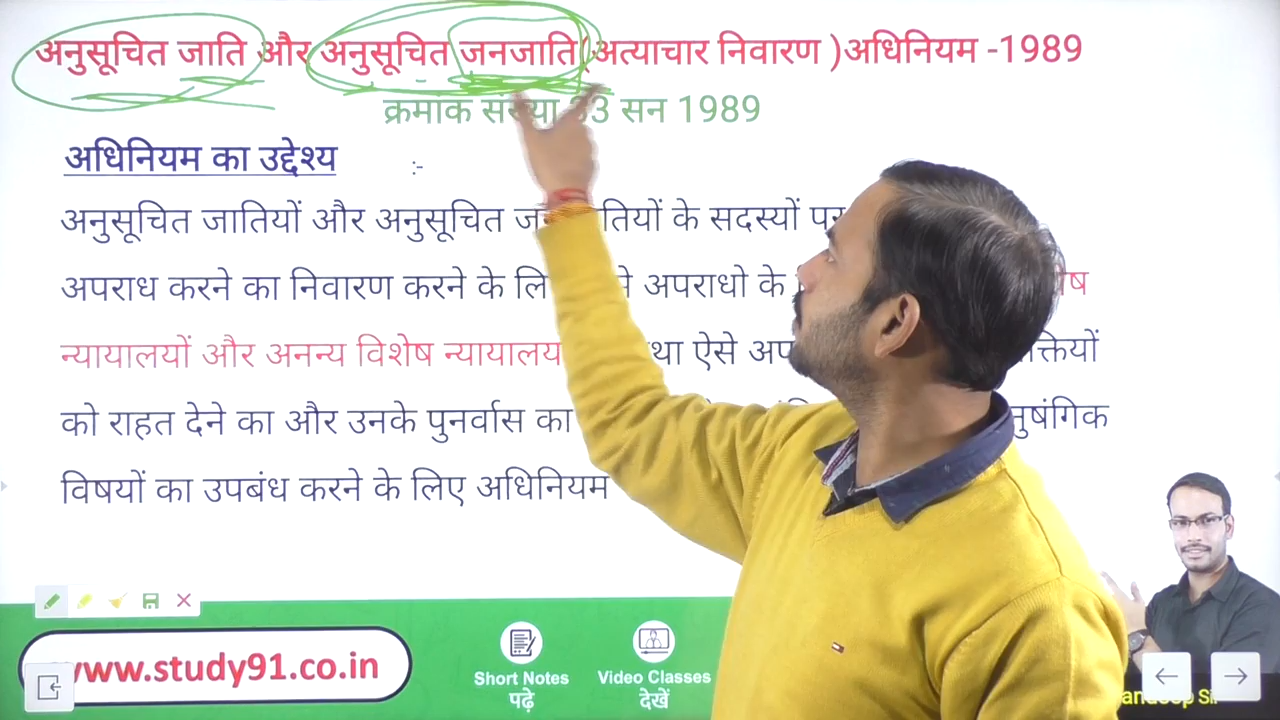 अनुसूचित जाति और अनुसूचित जनजाति(अत्याचार निवारण )अधिनियम -1989
क्रमांक संख्या 33 सन 1989
अधिनियम का उद्देश्य :-
अनुसूचित जातियों और अनुसूचित के सदस्यों
अपराध करने का निवारण करने के अपराधो के
न्यायालयों और अनन्य विशेष न्यायालय ऐसे
को राहत देने का और उनके पुनर्वास का
विषयों का उपबंध करने के लिए अधिनियम
www.study91.co.in
Short Notes
पढ़े
Video Classes
देखें